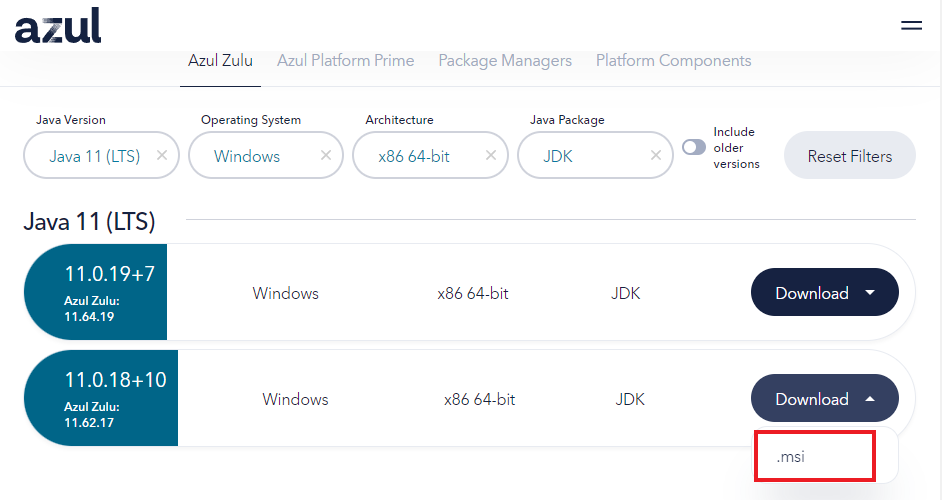 azul
Azul Zulu Azul Platform Prime Package Managers Platform Components
Java Version Operating System Architecture Java Package
Java 11 (LTS) × Windows × x86 64-bit × JDK ×
Include
older
versions
Reset Filters
Java 11 (LTS)
11.0.19+7
Azul Zulu:
11.64.19
Windows x86 64-bit JDK Download
11.0.18+10
Azul Zulu:
11.62.17
Windows x86 64-bit JDK Download
.msi